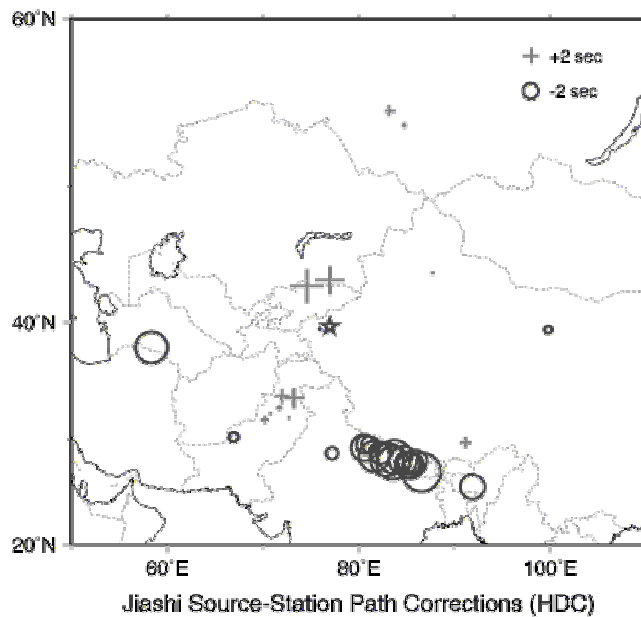 60°N
+2 sec
-2 sec
40°N
20°N
60°E 80°E 100°E
Jiashi Source-Station Path Corrections (HDC)